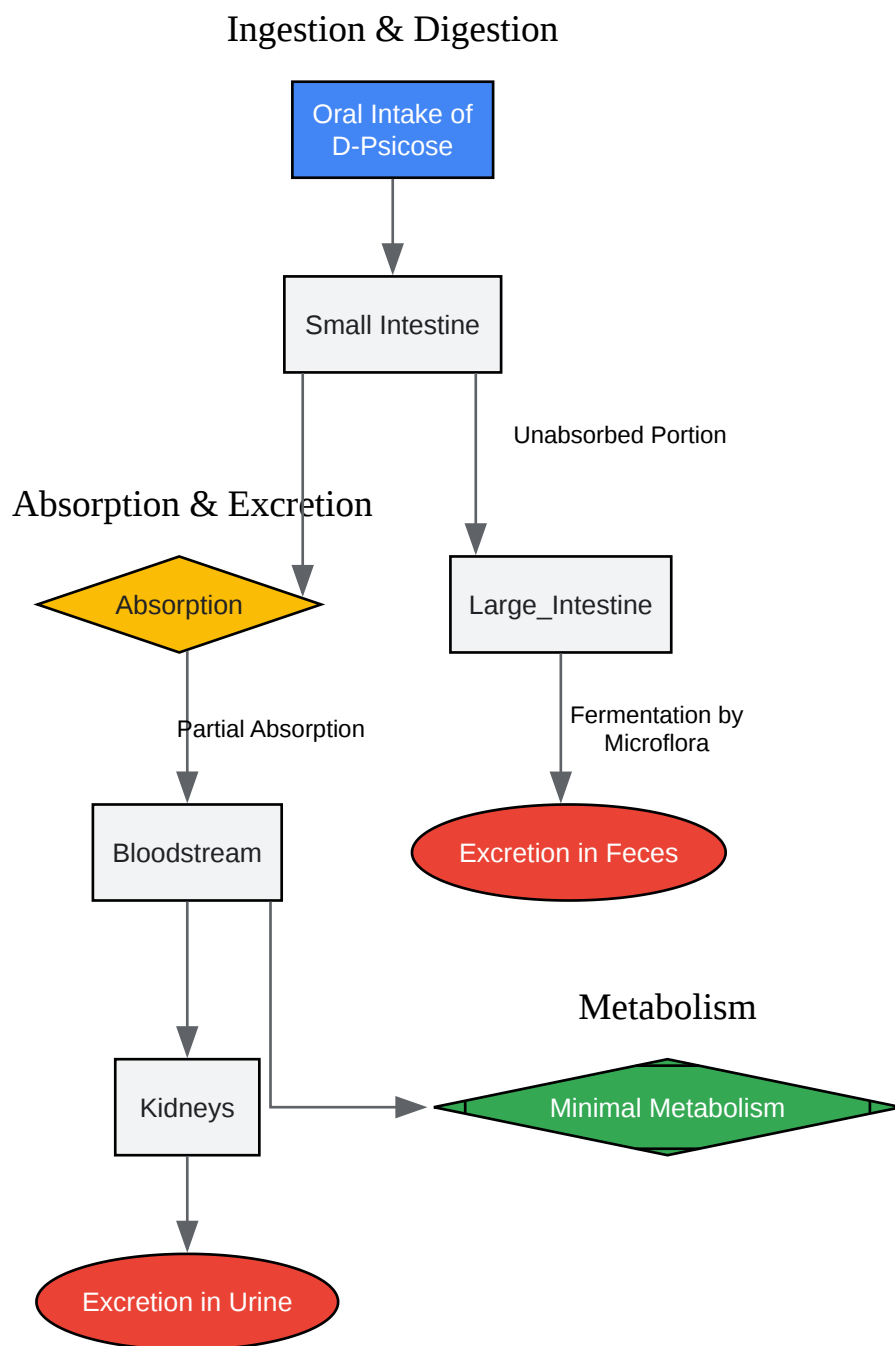 Ingestion & Digestion
Oral Intake of
D-Psicose
Small Intestine
Unabsorbed Portion
Absorption & Excretion
Absorption
Large_Intestine
Partial Absorption
Fermentation by
Microflora
Bloodstream
Excretion in Feces
Metabolism
Kidneys
Minimal Metabolism
Excretion in Urine